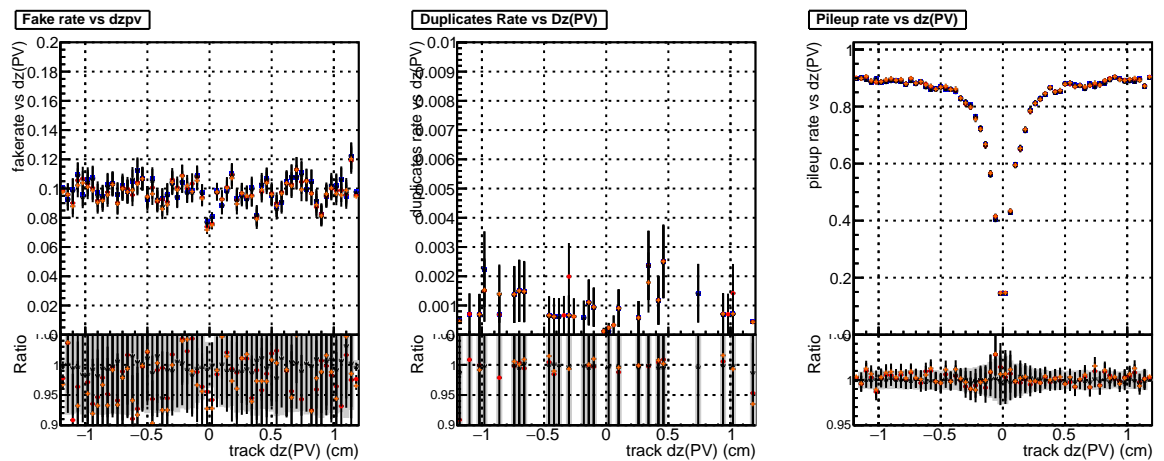 Fake rate vs dzpv
fakerate vs dz(PV)
0.2
0.18
0.16
0.14
0.12
0.1
0.08
0.06
0.04
0.02
0
Ratio
0.95
0.9
−1 −0.5 0 0.5 1
track dz(PV) (cm)
Duplicates Rate vs Dz(PV)
duplicates rate vs dz(PV)
0.01
0.009
0.008
0.007
0.006
0.005
0.004
0.003
0.002
0.001
0
Ratio
1.00
0.95
0.9
−1 −0.5 0 0.5 1
track dz(PV) (cm)
Pileup rate vs dz(PV)
pileup rate vs dz(PV)
1
0.8
0.6
0.4
0.2
0
Ratio
1
0.95
−1 −0.5 0 0.5 1
track dz(PV) (cm)